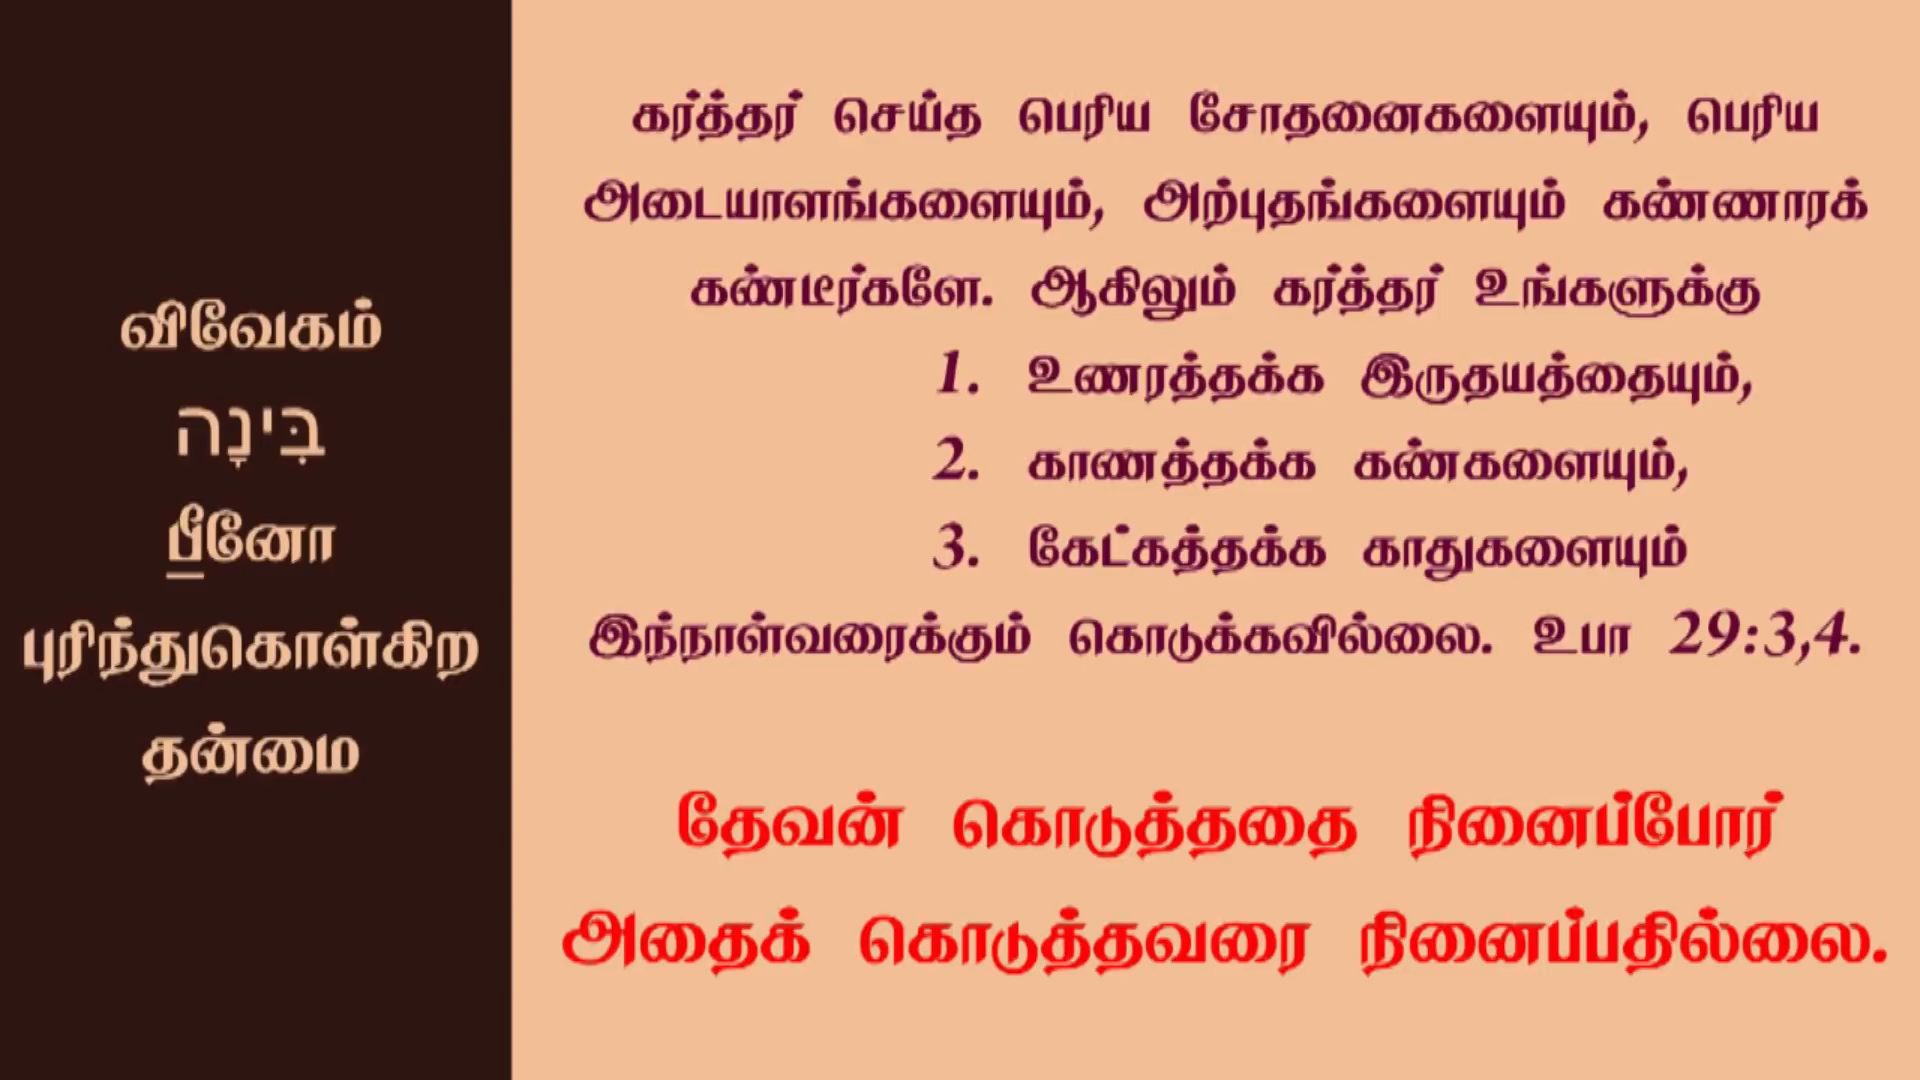 விவேகம்
בִּינָה
பீனோ
புரிந்துகொள்கிற
தன்மை
கர்த்தர் செய்த பெரிய சோதனைகளையும், பெரிய
அடையாளங்களையும், அற்புதங்களையும் கண்ணாரக்
கண்டீர்களே. ஆகிலும் கர்த்தர் உங்களுக்கு
1. உணரத்தக்க இருதயத்தையும்,
2. காணத்தக்க கண்களையும்,
3. கேட்கத்தக்க காதுகளையும்
இந்நாள்வரைக்கும் கொடுக்கவில்லை. உபா 29:3,4.
தேவன் கொடுத்ததை நினைப்போர்
அதைக் கொடுத்தவரை நினைப்பதில்லை.